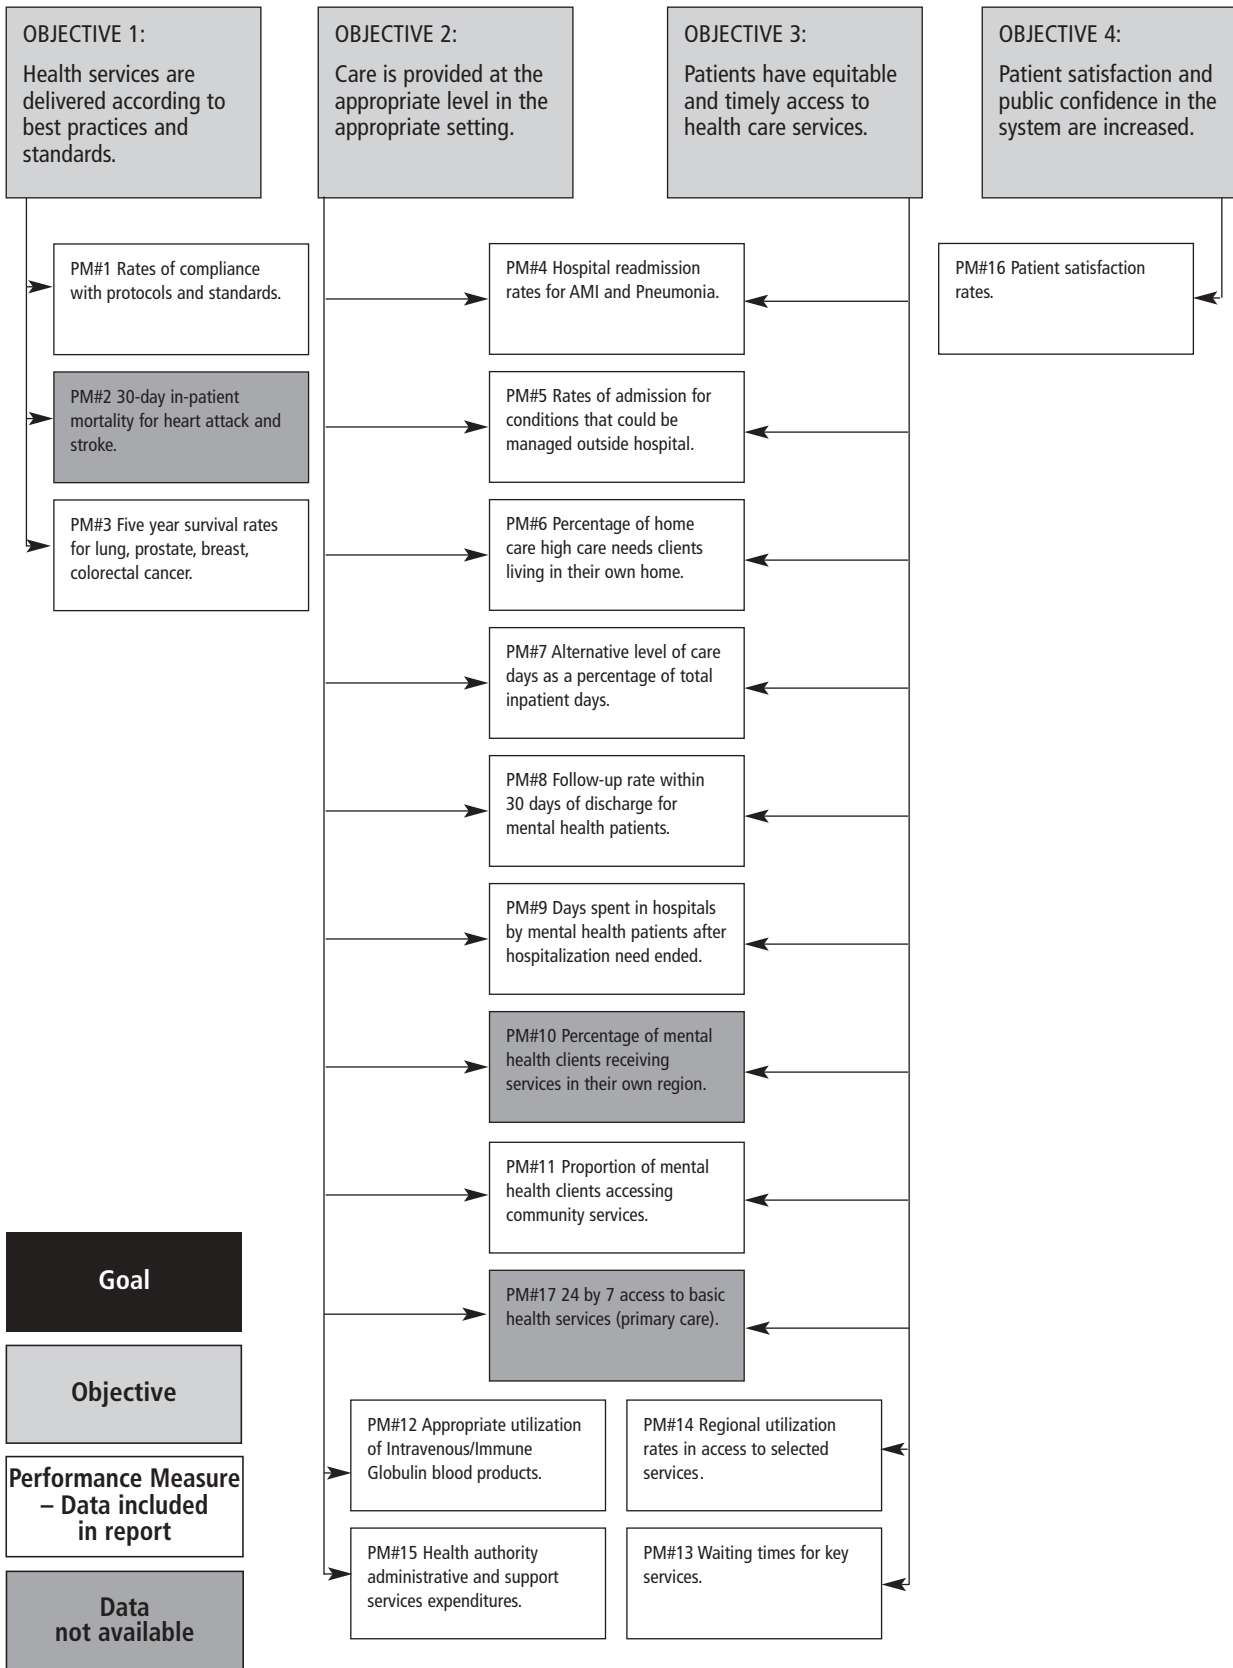 OBJECTIVE 1:
Health services are
delivered according to
best practices and
standards.
OBJECTIVE 2:
Care is provided at the
appropriate level in the
appropriate setting.
OBJECTIVE 3:
Patients have equitable
and timely access to
health care services.
OBJECTIVE 4:
Patient satisfaction and
public confidence in the
system are increased.
PM#1 Rates of compliance
with protocols and standards.
PM#2 30-day in-patient
mortality for heart attack and
stroke.
PM#3 Five year survival rates
for lung, prostate, breast,
colorectal cancer.
PM#4 Hospital readmission
rates for AMI and Pneumonia.
PM#5 Rates of admission for
conditions that could be
managed outside hospital.
PM#6 Percentage of home
care high care needs clients
living in their own home.
PM#7 Alternative level of care
days as a percentage of total
inpatient days.
PM#8 Follow-up rate within
30 days of discharge for
mental health patients.
PM#9 Days spent in hospitals
by mental health patients after
hospitalization need ended.
PM#10 Percentage of mental
health clients receiving
services in their own region.
PM#11 Proportion of mental
health clients accessing
community services.
PM#17 24 by 7 access to basic
health services (primary care).
PM#12 Appropriate utilization
of Intravenous/Immune
Globulin blood products.
PM#14 Regional utilization
rates in access to selected
services.
PM#15 Health authority
administrative and support
services expenditures.
PM#13 Waiting times for key
services.
PM#16 Patient satisfaction
rates.
Goal
Objective
Performance Measure
– Data included
in report
Data
not available